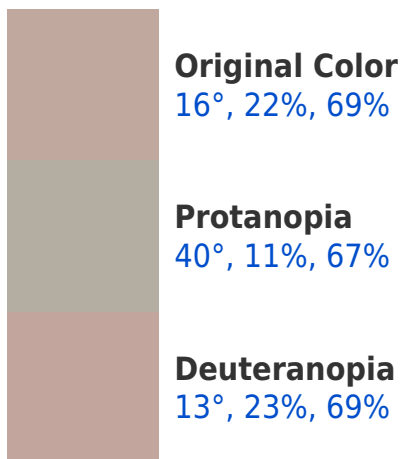 Original Color
16°, 22%, 69%
Protanopia
40°, 11%, 67%
Deuteranopia
13°, 23%, 69%